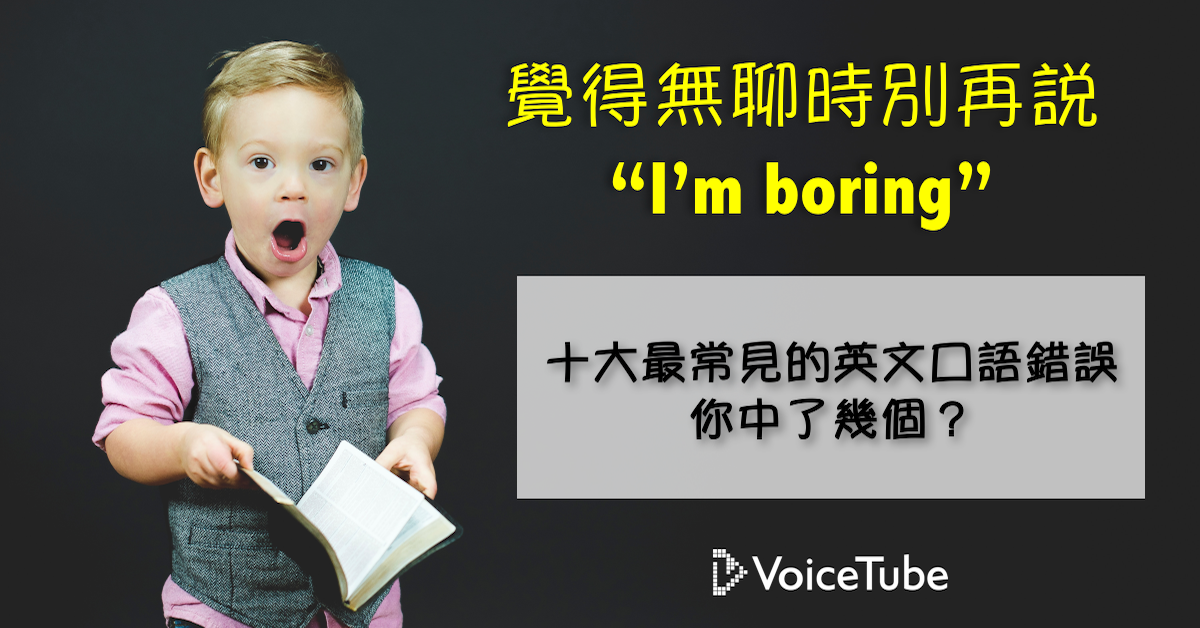 覺得無聊時別再説
“I’m boring”
十大最常見的英文口語錯誤
你中了幾個？
VoiceTube